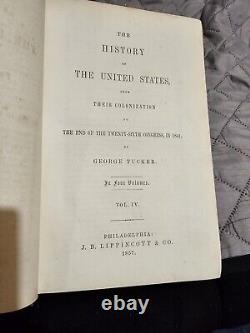 THE
HISTORY
OF
THE UNITED STATES,
FROM
THEIR COLONIZATION
TO
THE END OF THE TWENTY-SIXTH CONGRESS, IN 1841.
BY
GEORGE TUCKER.
In Four Volumes.
VOL. IV.
PHILADELPHIA:
J. B. LIPPINCOTT & CO.
1857.